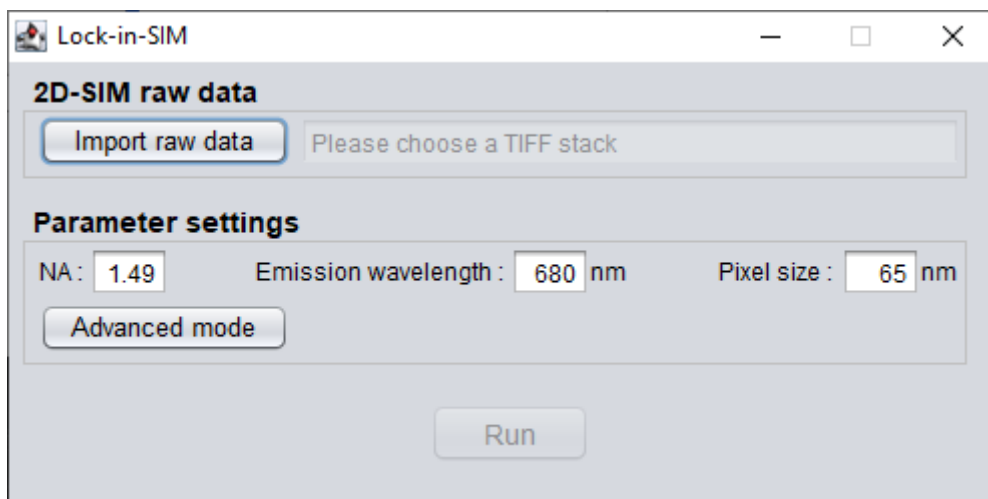 Lock-in-SIM
2D-SIM raw data
Import raw data Please choose a TIFF stack
Parameter settings
NA : 1.49 Emission wavelength : 680 nm Pixel size : 65 nm
Advanced mode
Run